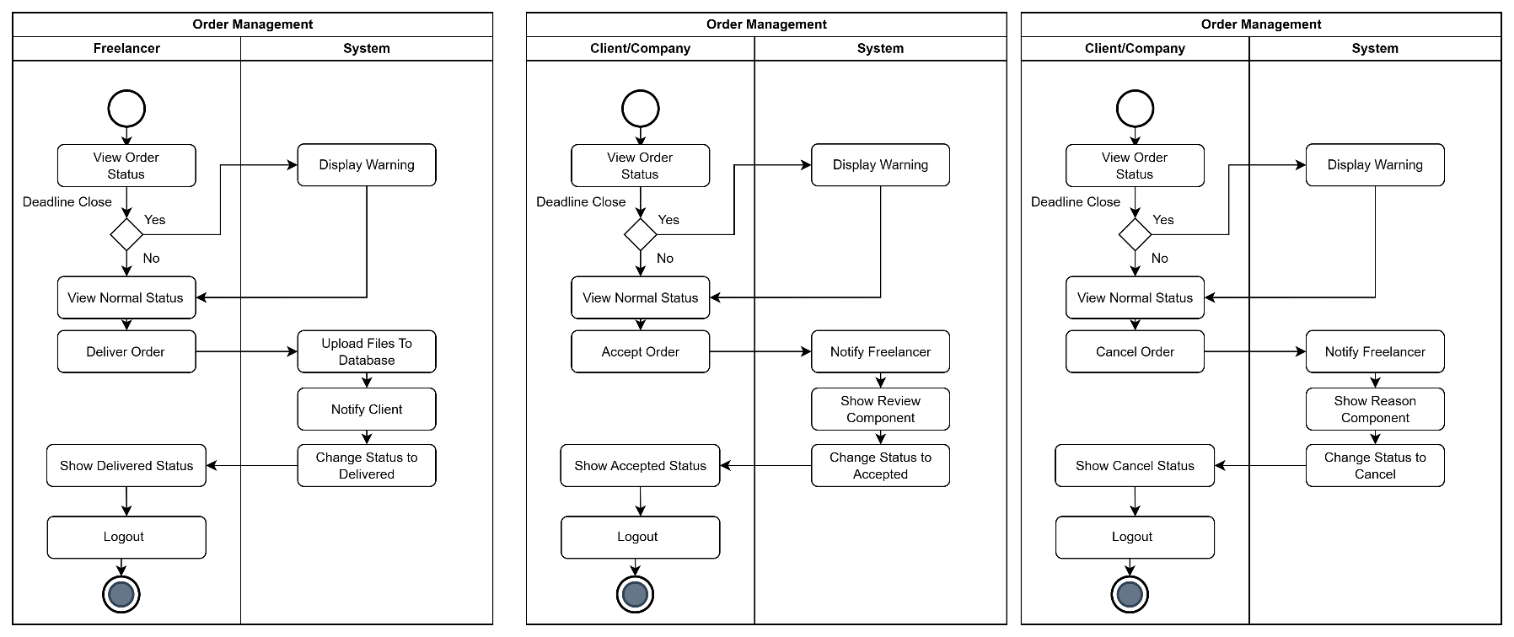 Order Management
Freelancer
System
View Order
Status
Display Warning
Deadline Close
Yes
No
View Normal Status
Deliver Order
Upload Files To
Database
Notify Client
Show Delivered Status
Change Status to
Delivered
Logout
Order Management
Client/Company
System
View Order
Status
Display Warning
Deadline Close
Yes
No
View Normal Status
Accept Order
Notify Freelancer
Show Review
Component
Show Accepted Status
Change Status to
Accepted
Logout
Order Management
Client/Company
System
View Order
Status
Display Warning
Deadline Close
Yes
No
View Normal Status
Cancel Order
Notify Freelancer
Show Reason
Component
Show Cancel Status
Change Status to
Cancel
Logout